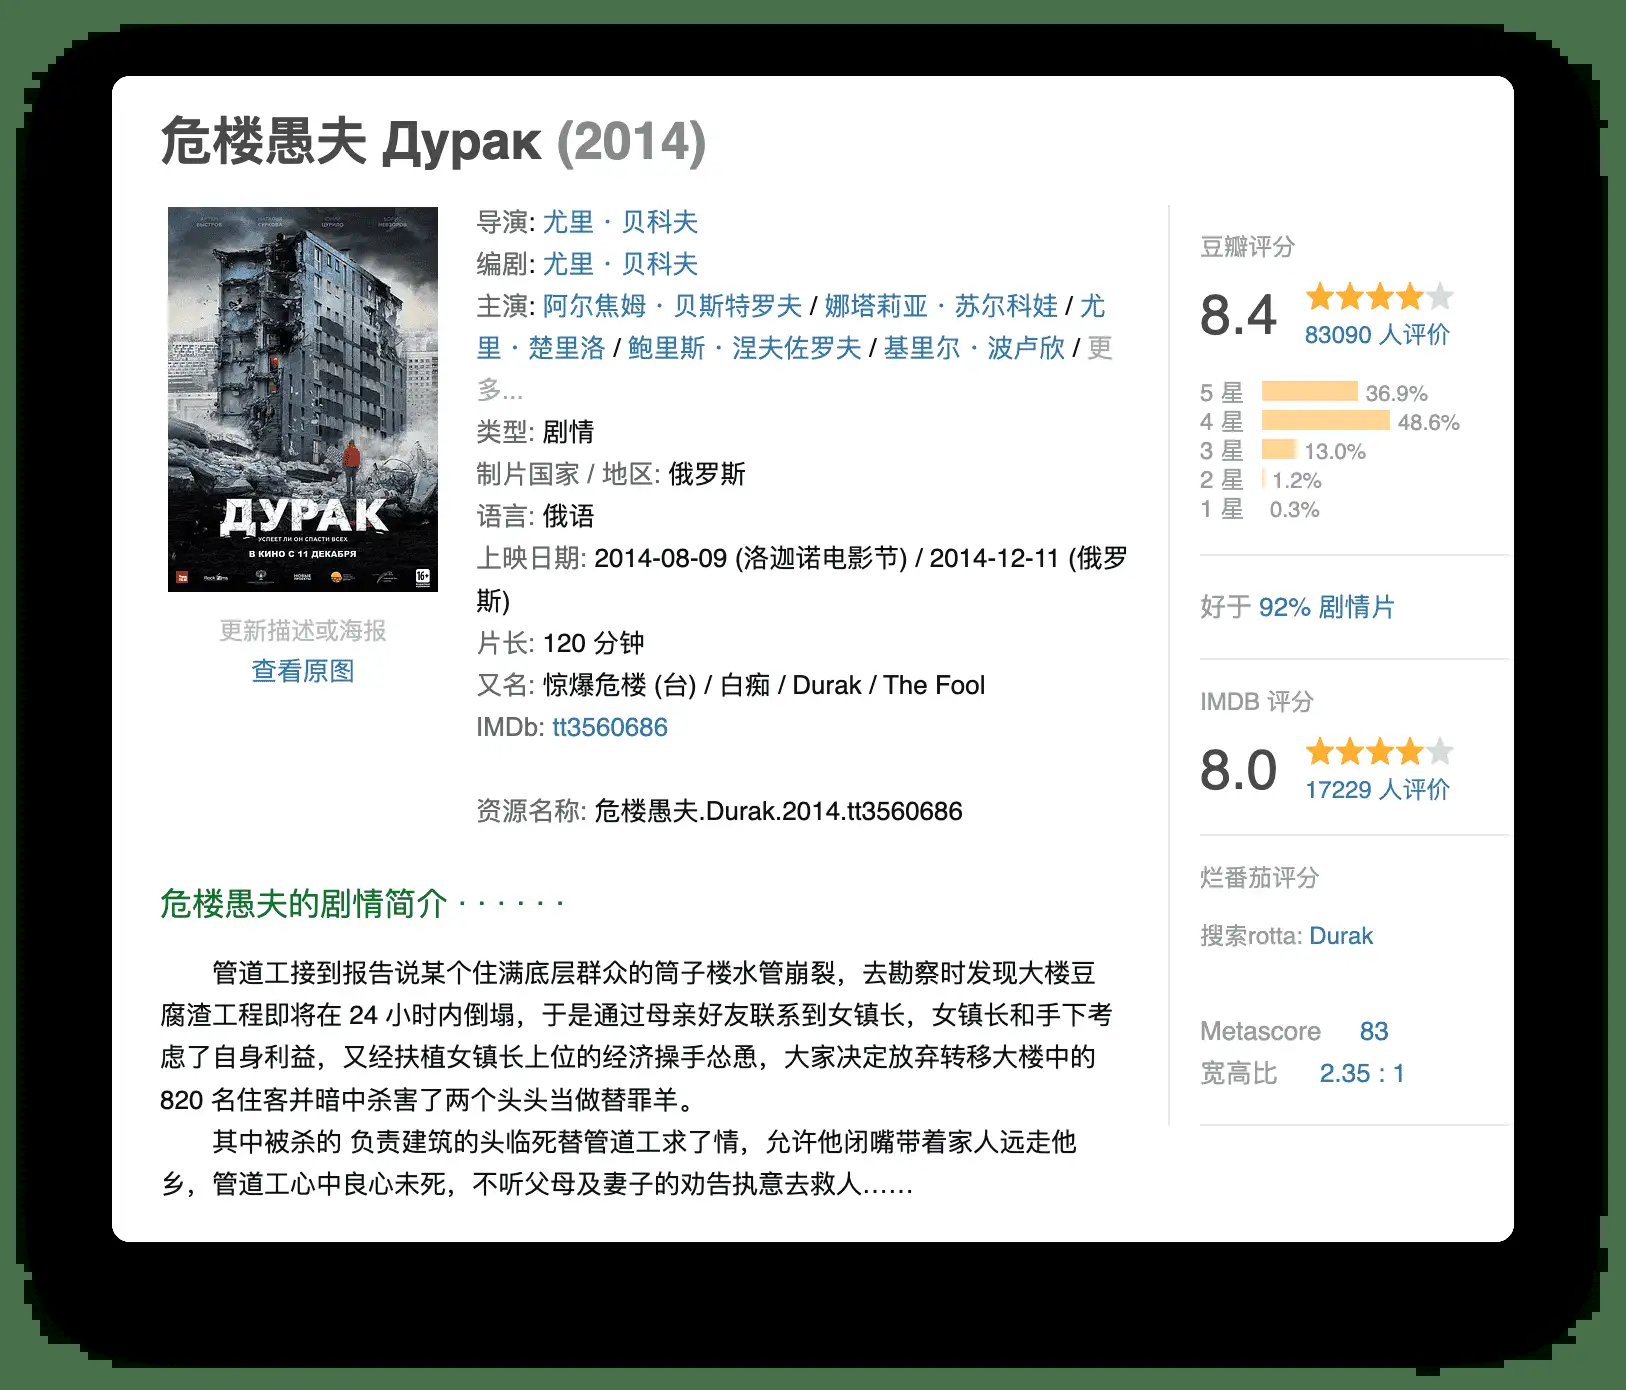 危楼愚夫 Дурак (2014)
ДУРАК
УСПЕЕТ ЛИ ОН СПАСТИ ВСЕХ
В КИНО С 11 ДЕКАБРЯ
16+
更新描述或海报
查看原图
导演: 尤里 · 贝科夫
编剧: 尤里 · 贝科夫
主演: 阿尔焦姆 · 贝斯特罗夫 / 娜塔莉亚 · 苏尔科娃 / 尤
里 · 楚里洛 / 鲍里斯 · 涅夫佐罗夫 / 基里尔 · 波卢欣 / 更
多...
类型: 剧情
制片国家 / 地区: 俄罗斯
语言: 俄语
上映日期: 2014-08-09 (洛迦诺电影节) / 2014-12-11 (俄罗
斯)
片长: 120 分钟
又名: 惊爆危楼 (台) / 白痴 / Durak / The Fool
IMDb: tt3560686
资源名称: 危楼愚夫.Durak.2014.tt3560686
豆瓣评分
8.4
83090 人评价
5 星 36.9%
4 星 48.6%
3 星 13.0%
2 星 1.2%
1 星 0.3%
好于 92% 剧情片
IMDB 评分
8.0
17229 人评价
烂番茄评分
搜索rotta: Durak
Metascore 83
宽高比 2.35 : 1
危楼愚夫的剧情简介 · · · · · ·
管道工接到报告说某个住满底层群众的筒子楼水管崩裂，去勘察时发现大楼豆
腐渣工程即将在 24 小时内倒塌，于是通过母亲好友联系到女镇长，女镇长和手下考
虑了自身利益，又经扶植女镇长上位的经济操手怂恿，大家决定放弃转移大楼中的
820 名住客并暗中杀害了两个头头当做替罪羊。
其中被杀的 负责建筑的头临死替管道工求了情，允许他闭嘴带着家人远走他
乡，管道工心中良心未死，不听父母及妻子的劝告执意去救人……